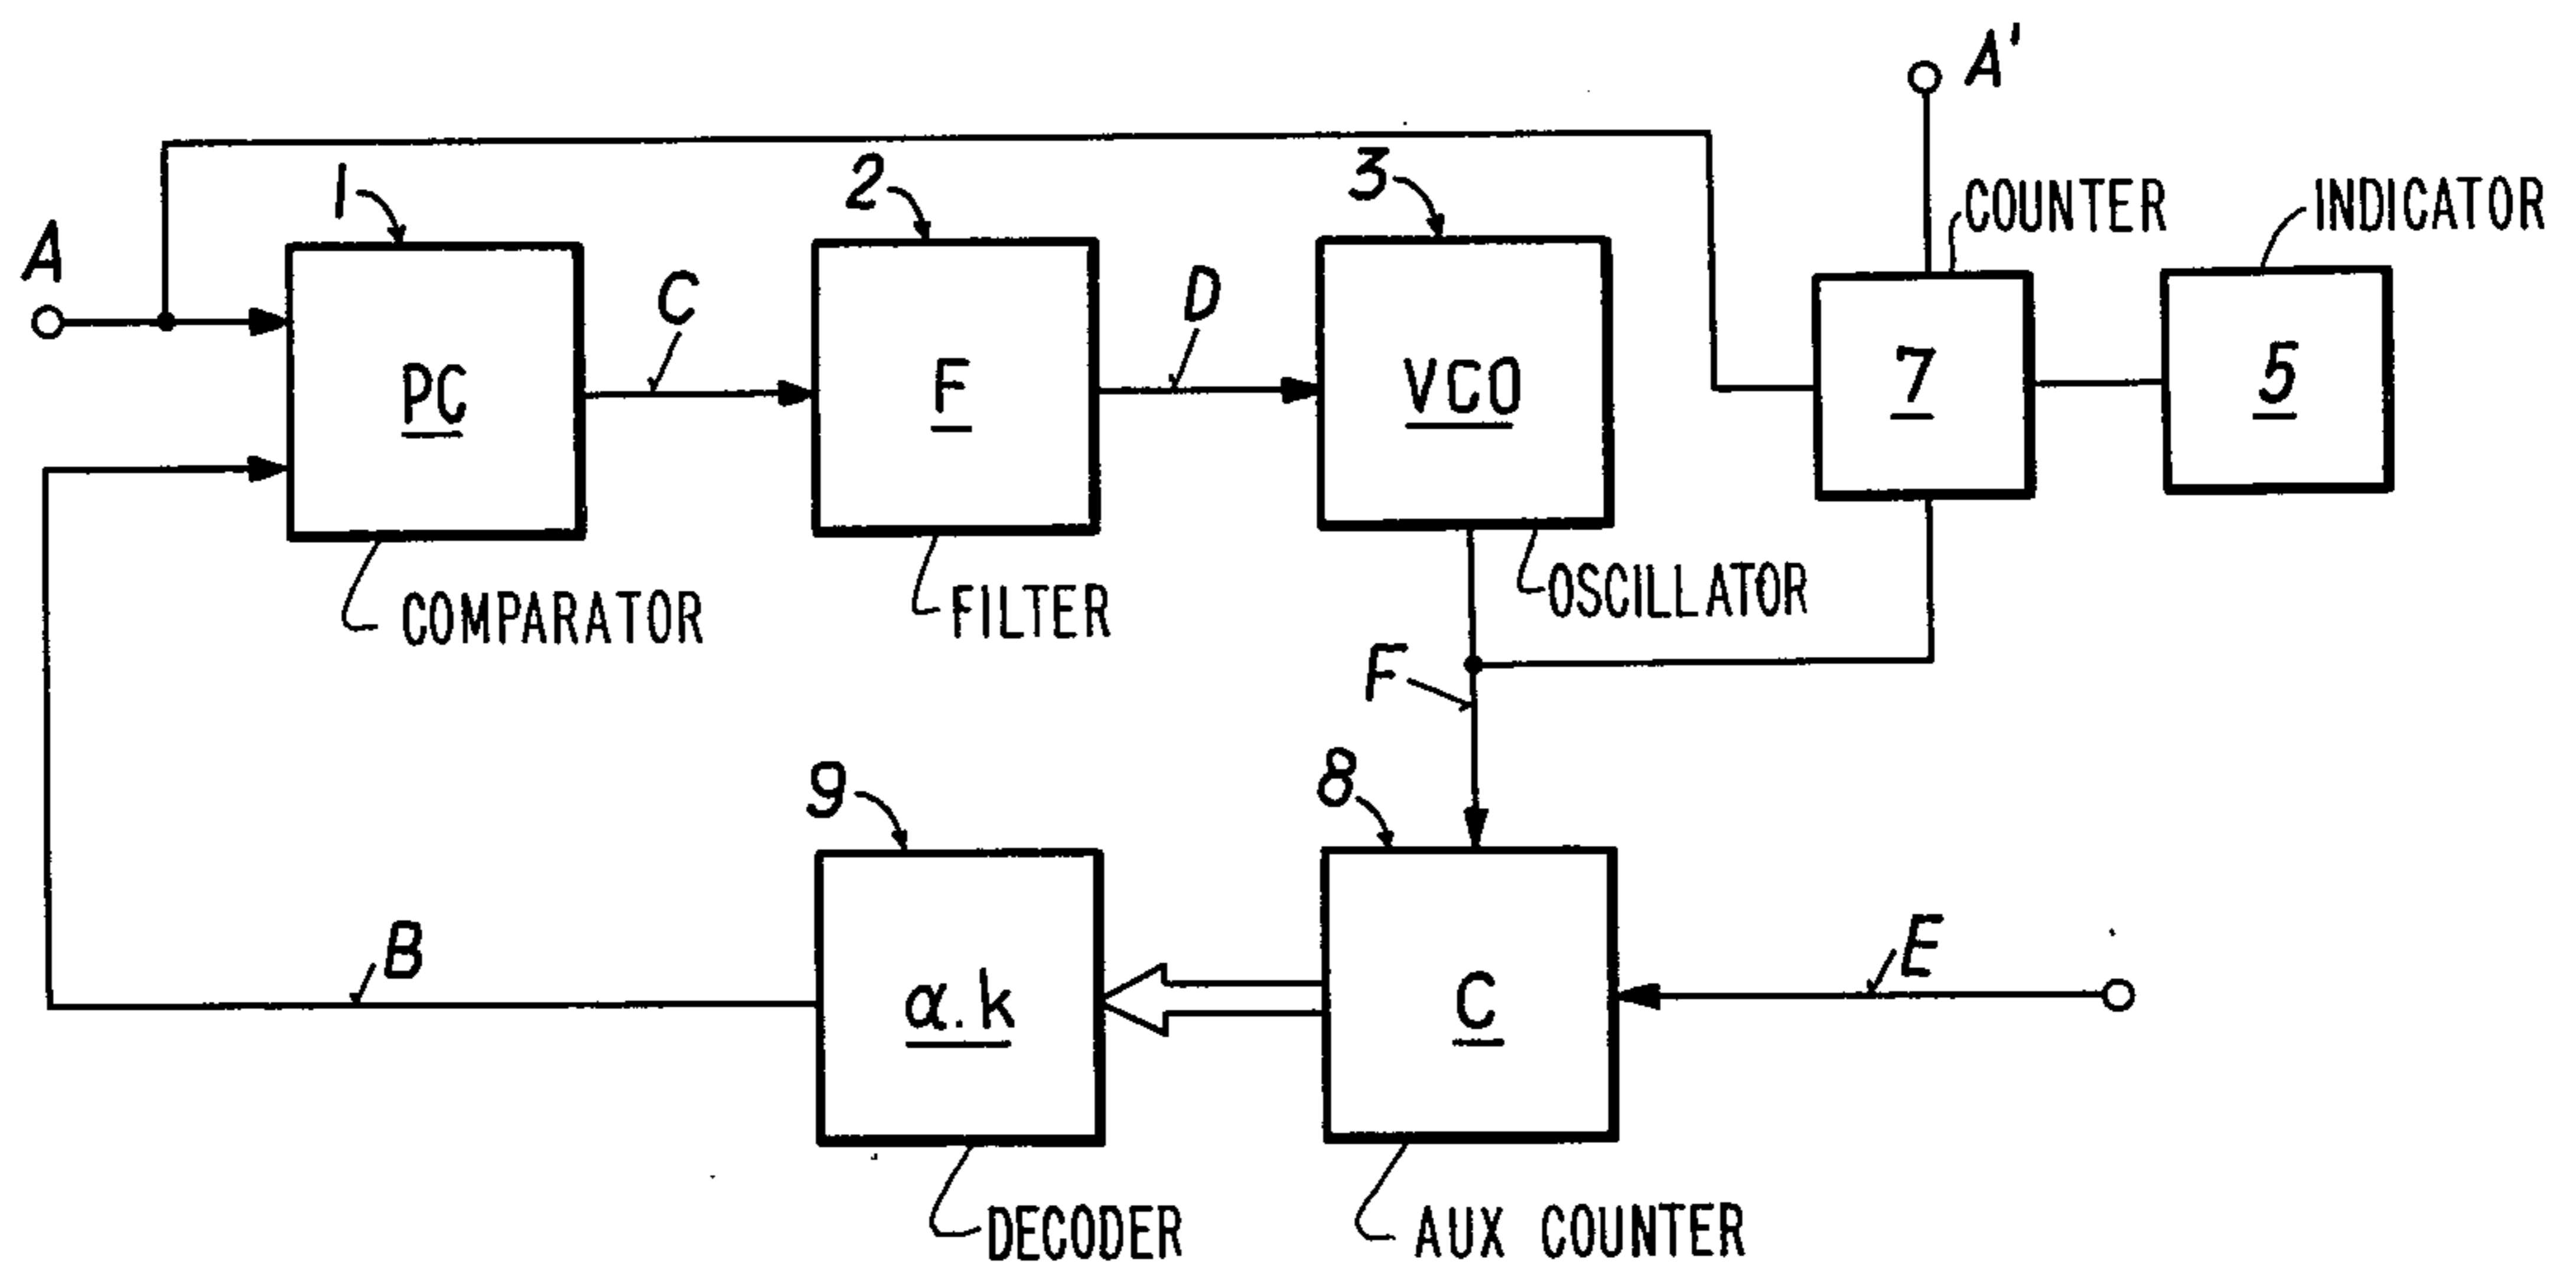 A'
1
2
3
COUNTER
INDICATOR
A
C
D
PC
F
VCO
7
5
COMPARATOR
FILTER
OSCILLATOR
F
9
8
B
E
α.k
C
DECODER
AUX COUNTER